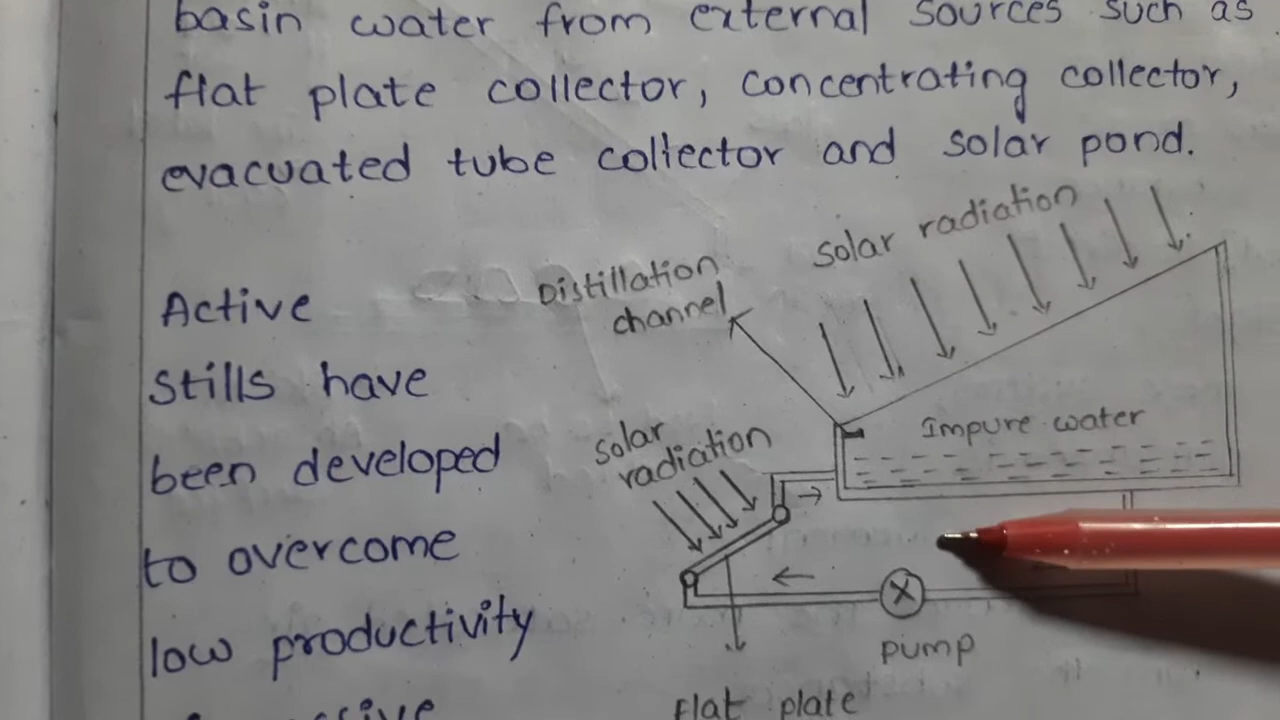 basin water from external sources such as
flat plate collector, concentrating collector,
evacuated tube collector and solar pond.
Active
stills have
been developed
to overcome
low productivity
Distillation
channel
solar radiation
solar
radiation
Impure water
pump
Flat plate